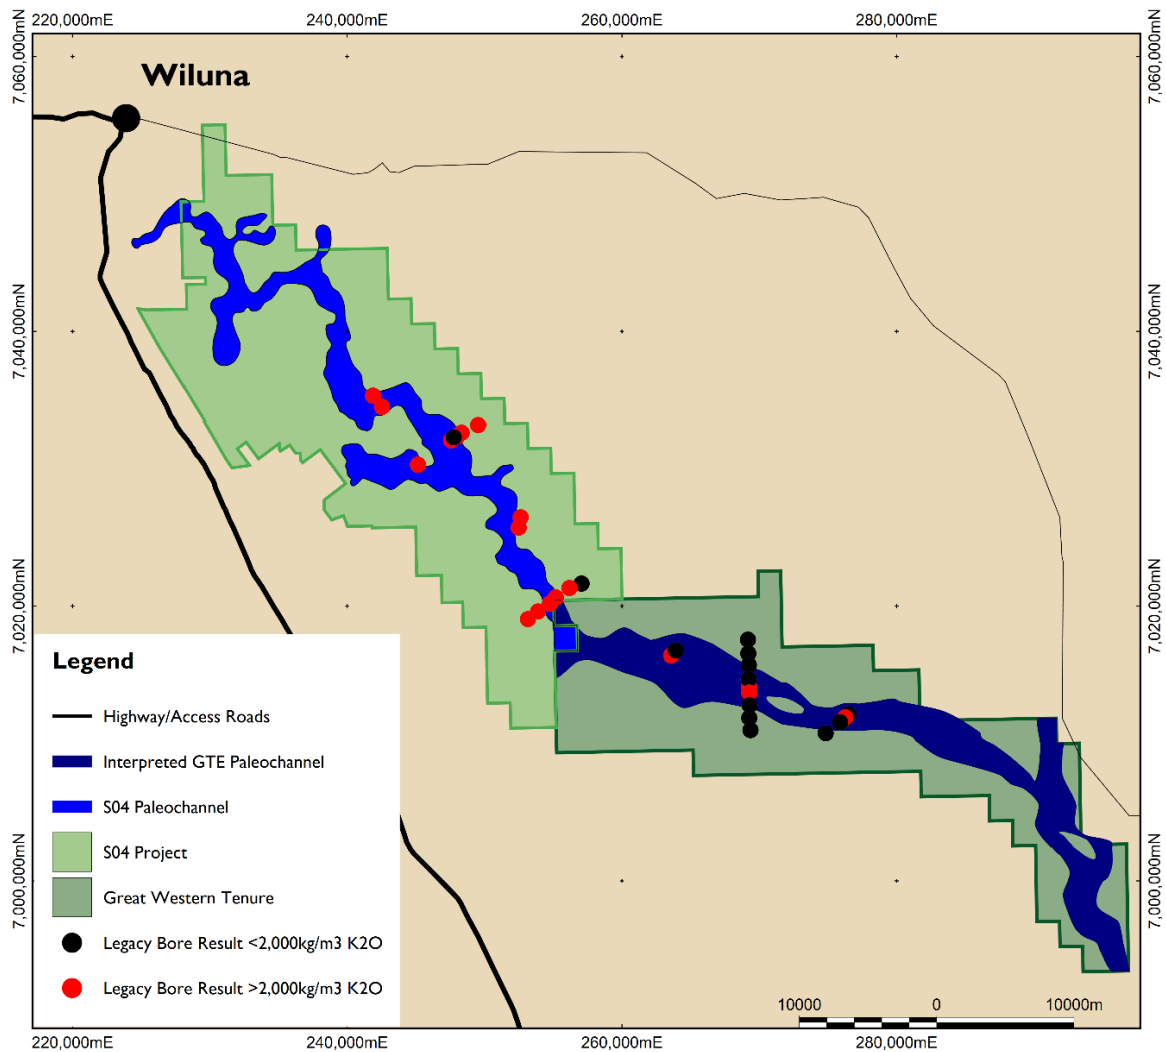 220,000mE 240,000mE 260,000mE 280,000mE
7,060,000mN 7,060,000mN
Wiluna
7,040,000mN 7,040,000mN
7,020,000mN 7,020,000mN
Legend
Highway/Access Roads
Interpreted GTE Paleochannel
S04 Paleochannel
S04 Project
Great Western Tenure
Legacy Bore Result <2,000kg/m3 K2O
Legacy Bore Result >2,000kg/m3 K2O
7,000,000mN 7,000,000mN
10000 0 10000m
220,000mE 240,000mE 260,000mE 280,000mE